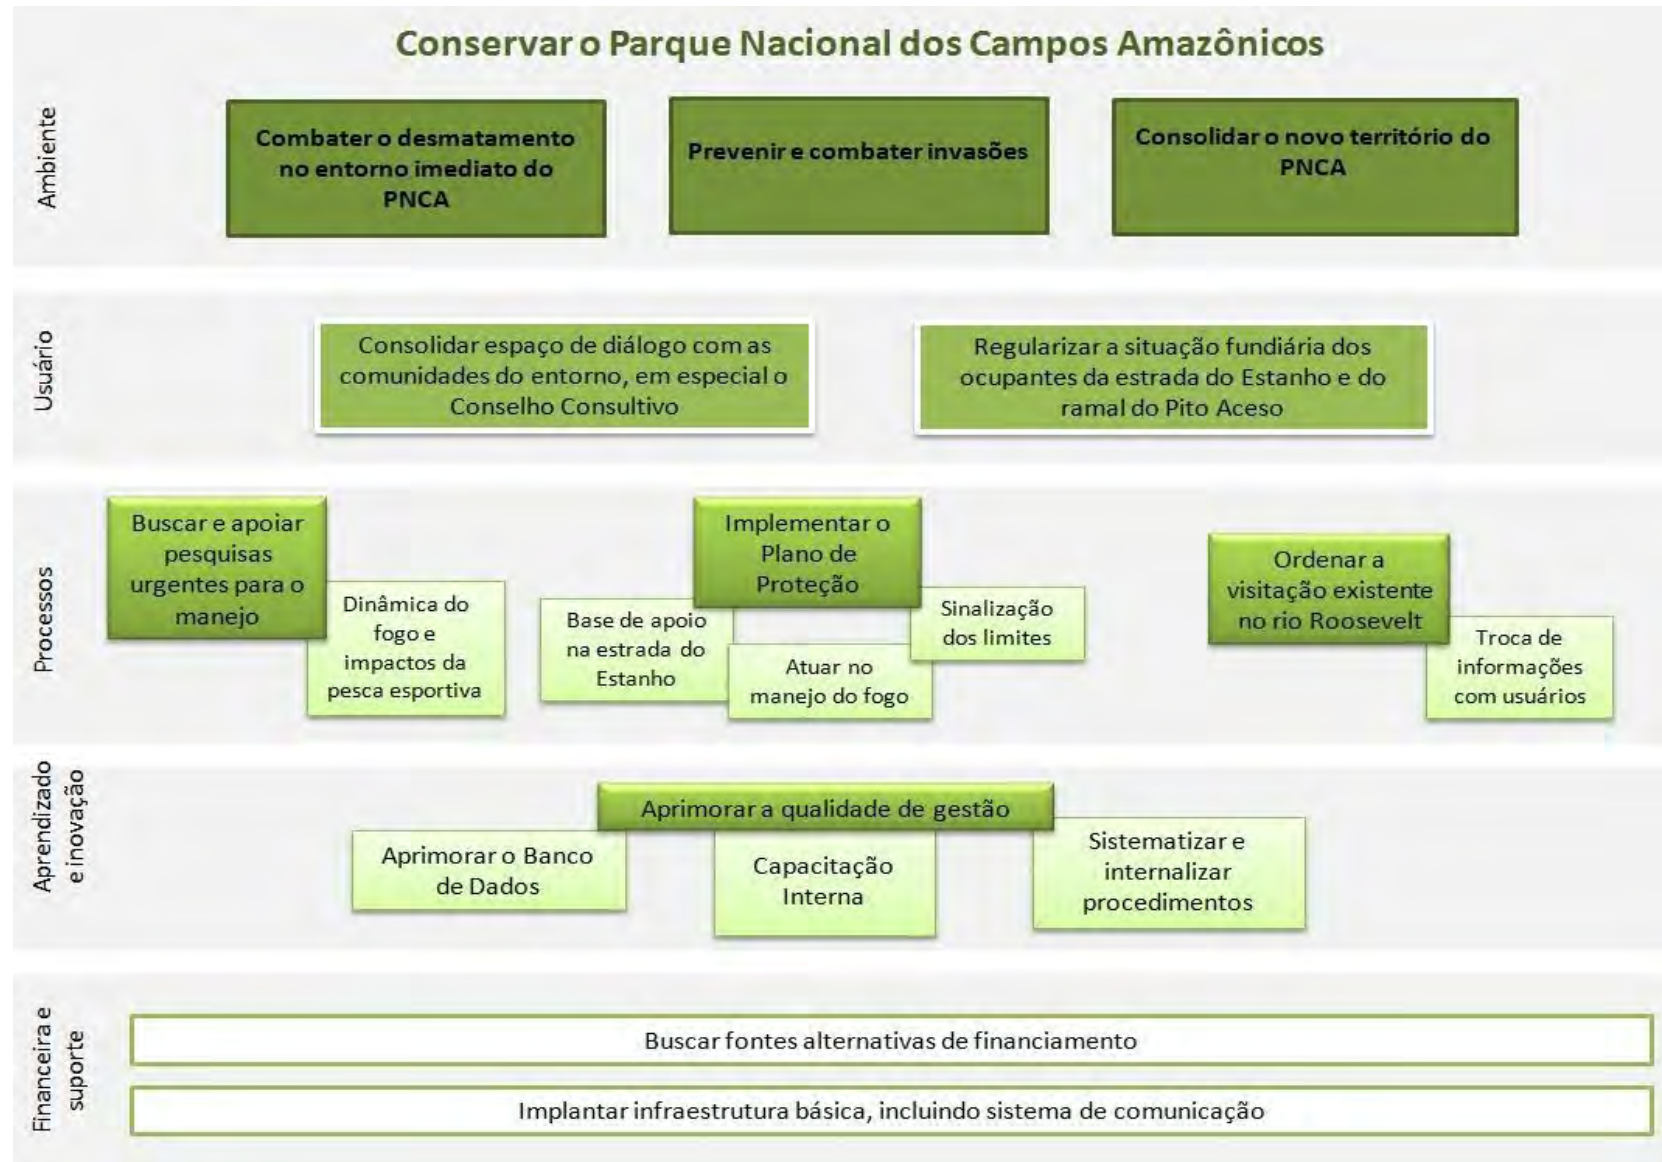 Conservar o Parque Nacional dos Campos Amazônicos
Ambiente
Combater o desmatamento
no entorno imediato do
PNCA
Prevenir e combater invasões
Consolidar o novo território do
PNCA
Usuário
Consolidar espaço de diálogo com as
comunidades do entorno, em especial o
Conselho Consultivo
Regularizar a situação fundiária dos
ocupantes da estrada do Estanho e do
ramal do Pito Aceso
Processos
Buscar e apoiar
pesquisas
urgentes para o
manejo
Dinâmica do
fogo e
impactos da
pesca esportiva
Implementar o
Plano de
Proteção
Base de apoio
na estrada do
Estanho
Atuar no
manejo do fogo
Sinalização
dos limites
Ordenar a
visitação existente
no rio Roosevelt
Troca de
informações
com usuários
Aprendizado
e inovação
Aprimorar a qualidade de gestão
Aprimorar o Banco
de Dados
Capacitação
Interna
Sistematizar e
internalizar
procedimentos
Financeira e
suporte
Buscar fontes alternativas de financiamento
Implantar infraestrutura básica, incluindo sistema de comunicação